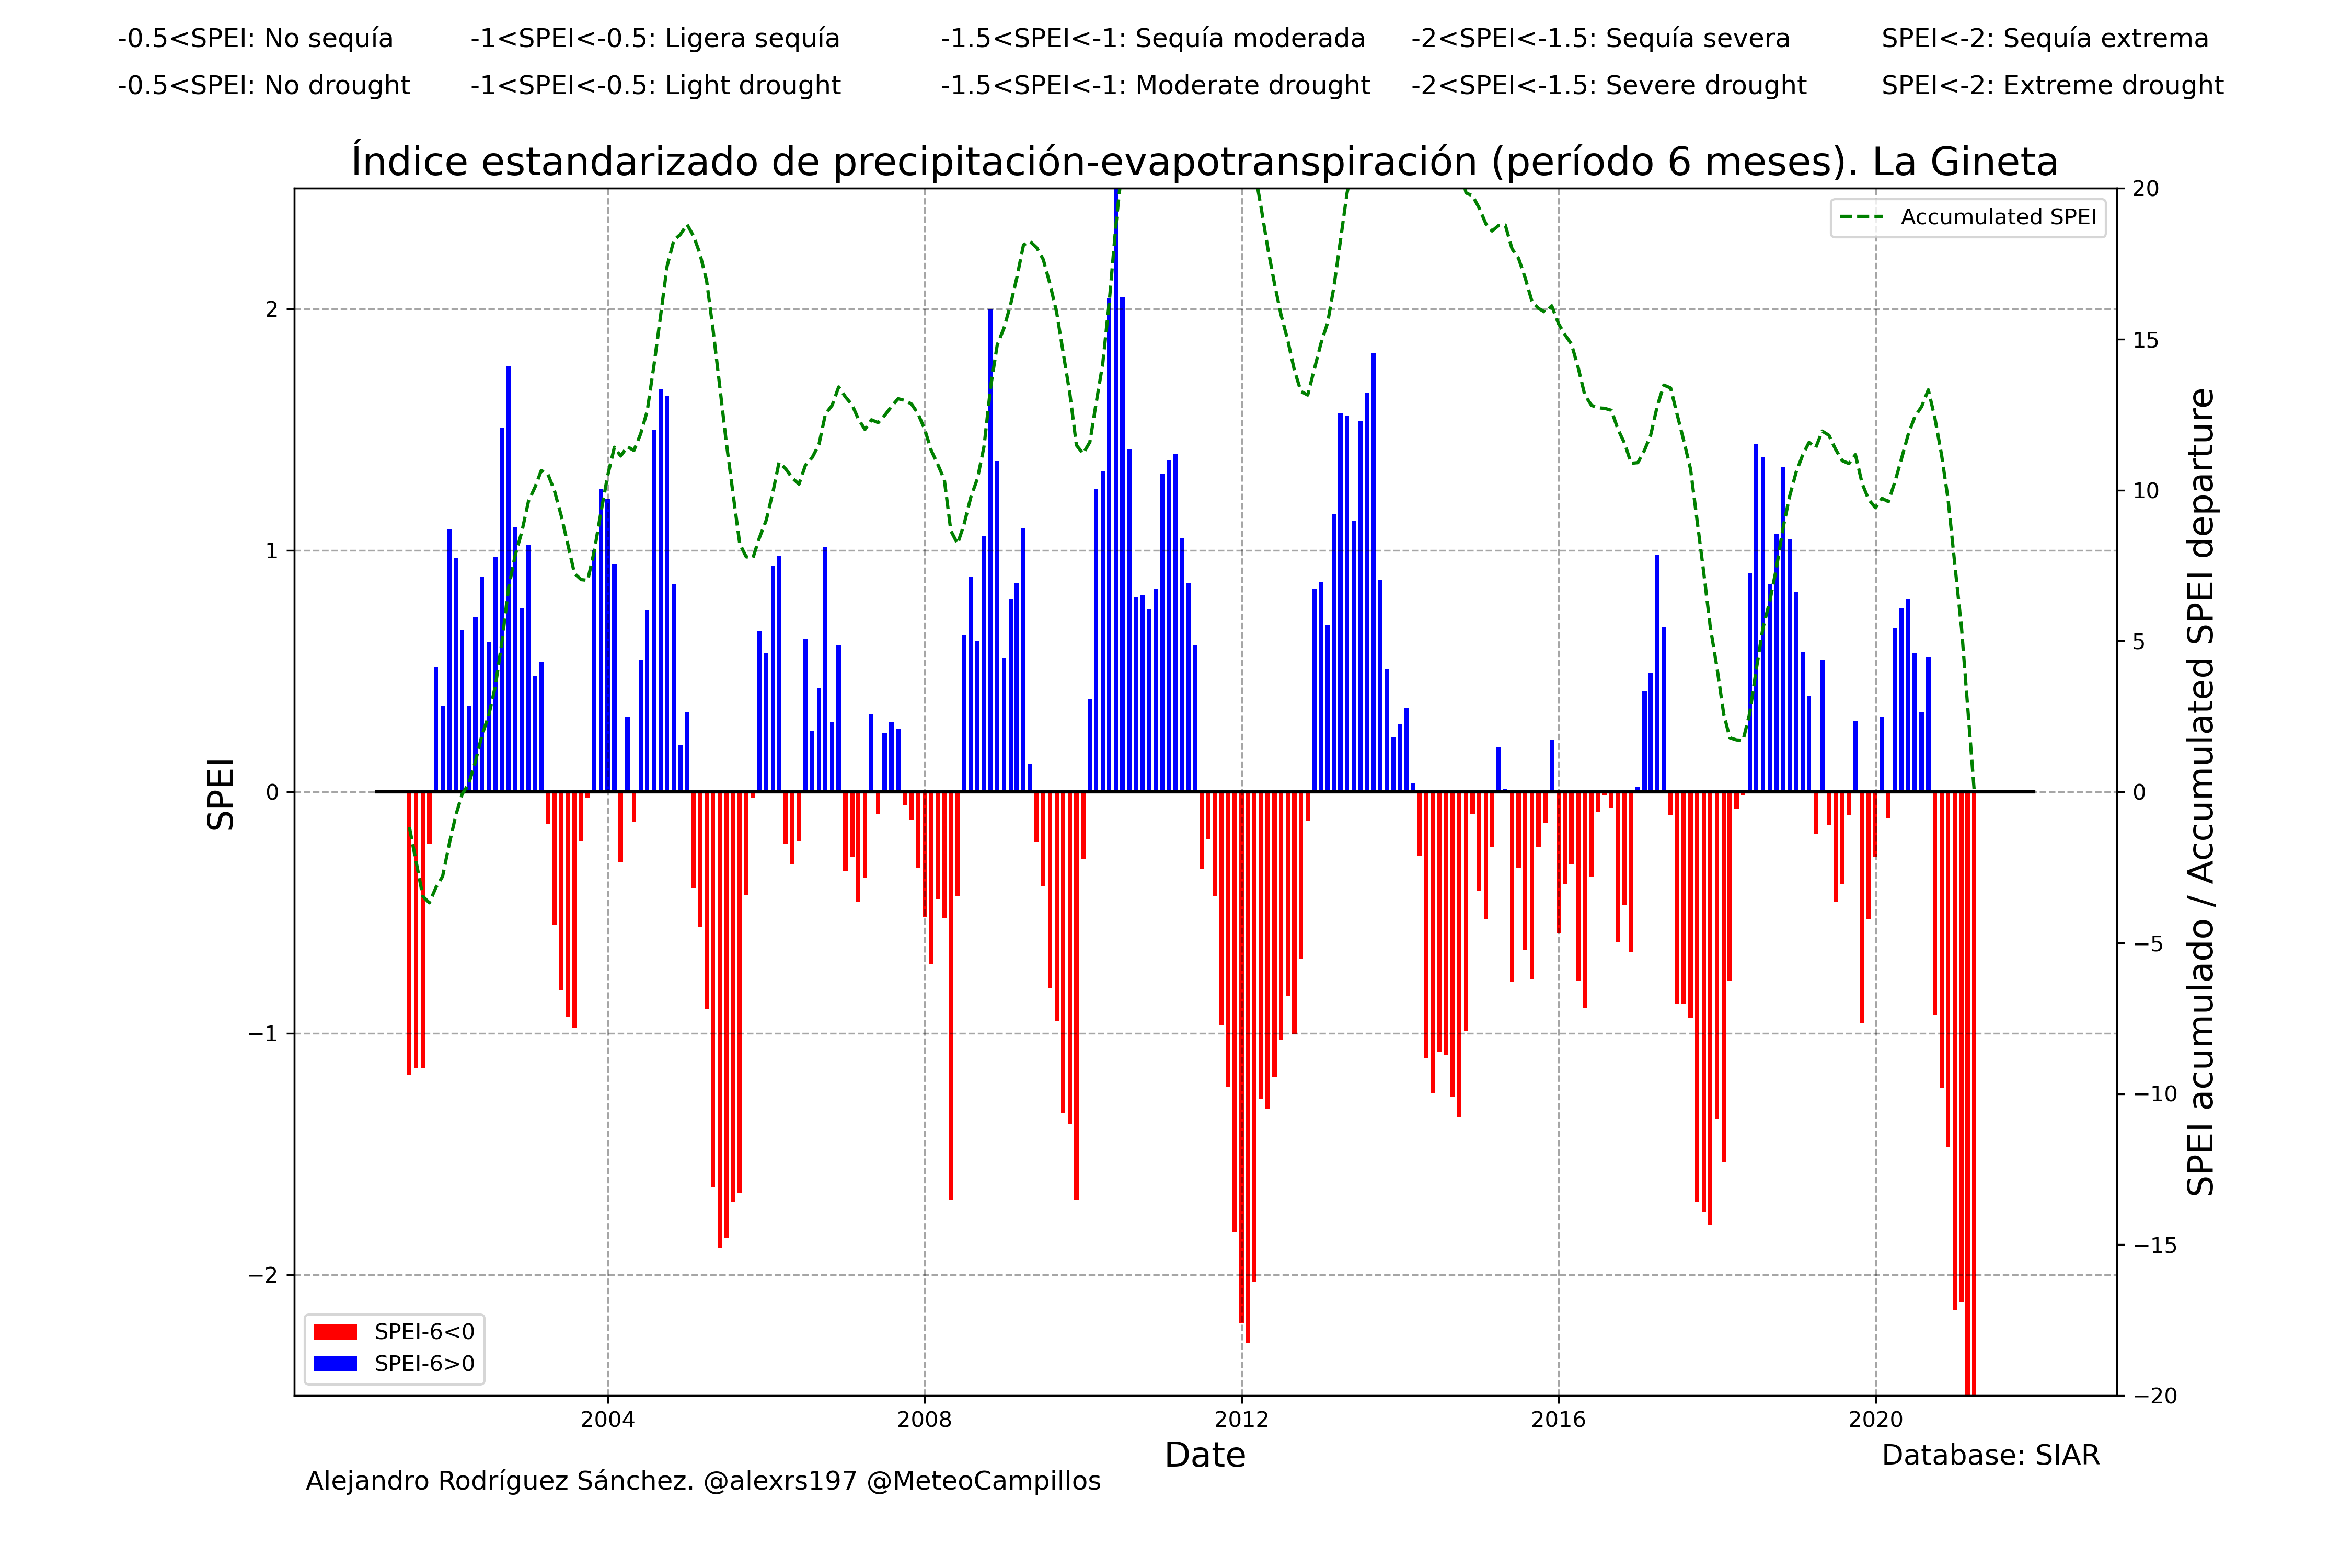 -0.5<SPEI: No sequía -1<SPEI<-0.5: Ligera sequía -1.5<SPEI<-1: Sequía moderada -2<SPEI<-1.5: Sequía severa SPEI<-2: Sequía extrema
-0.5<SPEI: No drought -1<SPEI<-0.5: Light drought -1.5<SPEI<-1: Moderate drought -2<SPEI<-1.5: Severe drought SPEI<-2: Extreme drought
Índice estandarizado de precipitación-evapotranspiración (período 6 meses). La Gineta
Accumulated SPEI
SPEI
2
1
0
−1
−2
20
15
10
5
0
−5
−10
−15
−20
SPEI acumulado / Accumulated SPEI departure
SPEI-6<0
SPEI-6>0
2004 2008 2012 2016 2020
Date
Database: SIAR
Alejandro Rodríguez Sánchez. @alexrs197 @MeteoCampillos